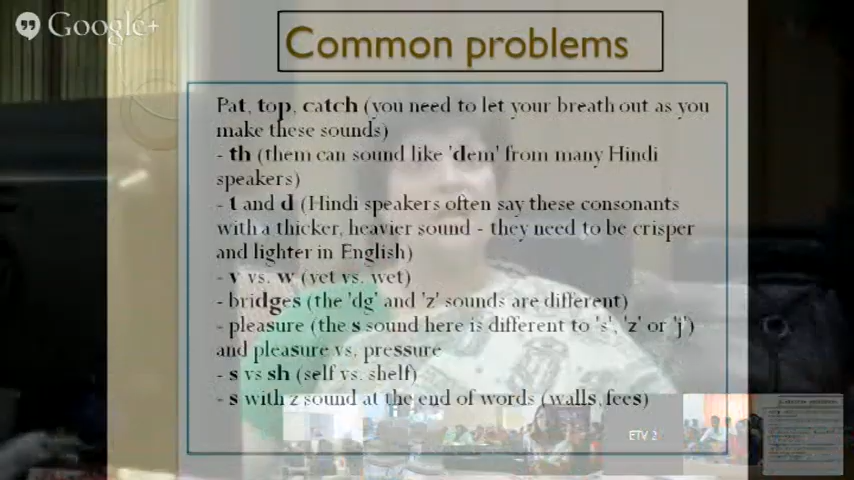 Google+
Common problems
Pat, top, catch (you need to let your breath out as you
make these sounds)
- th (them can sound like 'dem' from many Hindi
speakers)
- t and d (Hindi speakers often say these consonants
with a thicker, heavier sound - they need to be crisper
and lighter in English)
- v vs. w (vet vs. wet)
- bridges (the 'dg' and 'z' sounds are different)
- pleasure (the s sound here is different to 's', 'z' or 'j')
and pleasure vs. pressure
- s vs sh (self vs. shelf)
- s with z sound at the end of words (walls, fees)
ETV 2